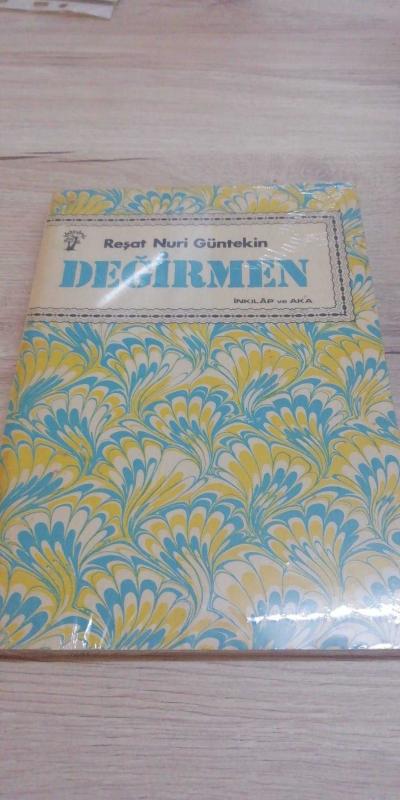 Reşat Nuri Güntekin
DEĞİRMEN
İNKILÂP ve AKA